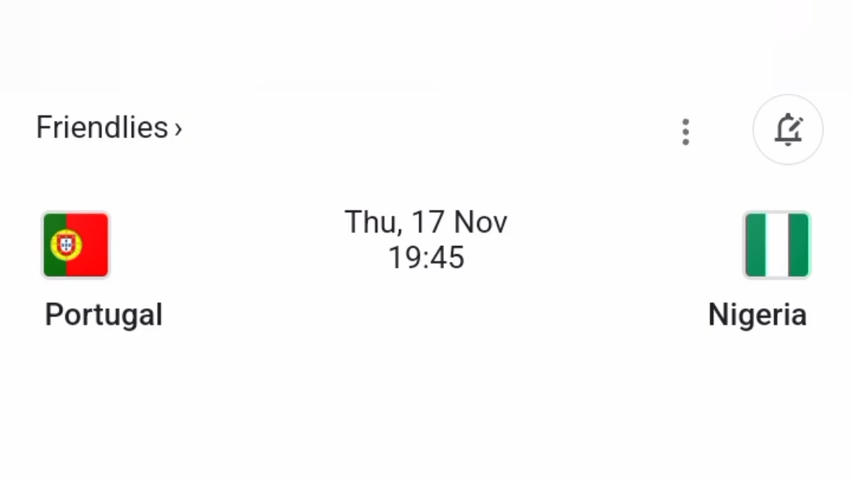 Friendlies ›
Thu, 17 Nov
19:45
Portugal
Nigeria